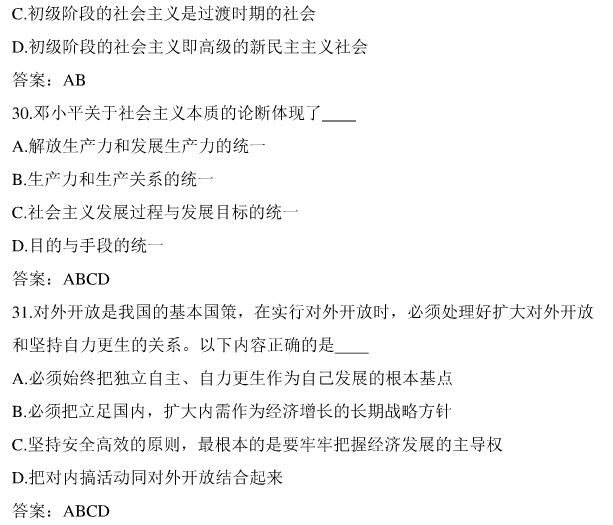 C.初级阶段的社会主义是过渡时期的社会
D.初级阶段的社会主义即高级的新民主主义社会
答案：AB
30.邓小平关于社会主义本质的论断体现了____
A.解放生产力和发展生产力的统一
B.生产力和生产关系的统一
C.社会主义发展过程与发展目标的统一
D.目的与手段的统一
答案：ABCD
31.对外开放是我国的基本国策，在实行对外开放时，必须处理好扩大对外开放
和坚持自力更生的关系。以下内容正确的是____
A.必须始终把独立自主、自力更生作为自己发展的根本基点
B.必须把立足国内，扩大内需作为经济增长的长期战略方针
C.坚持安全高效的原则，最根本的是要牢牢把握经济发展的主导权
D.把对内搞活动同对外开放结合起来
答案：ABCD